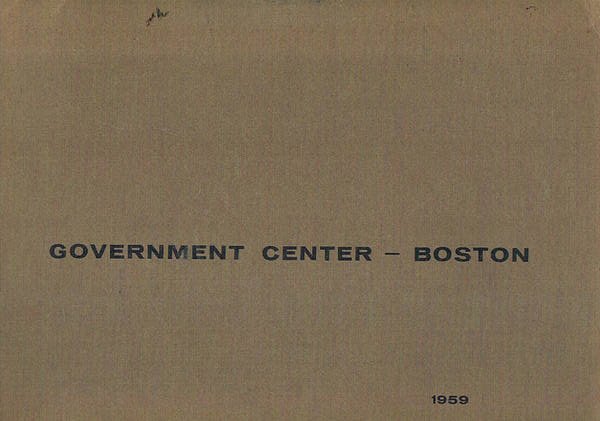 GOVERNMENT CENTER – BOSTON
1959